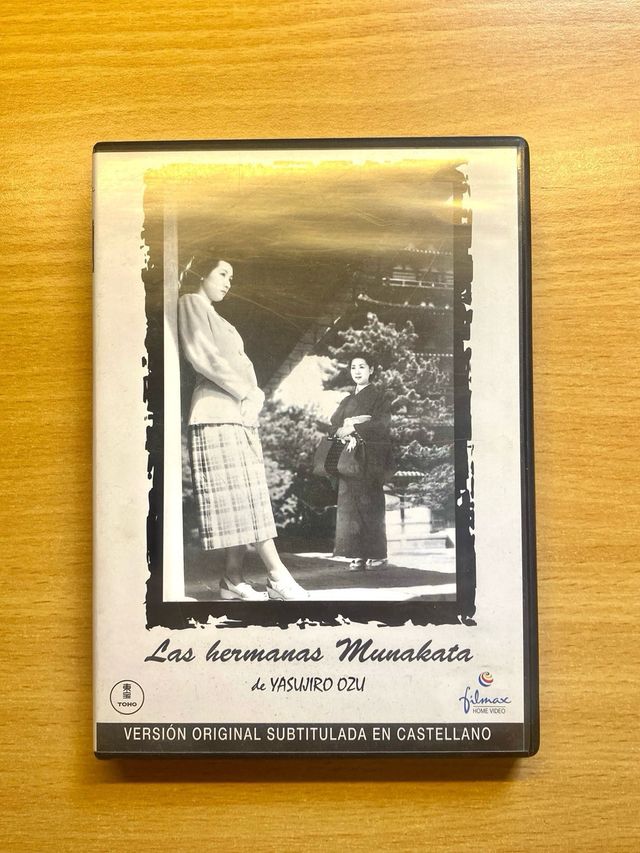 Las hermanas Munakata
de YASUJIRO OZU
東宝
TOHO
filmax
HOME VIDEO
VERSIÓN ORIGINAL SUBTITULADA EN CASTELLANO